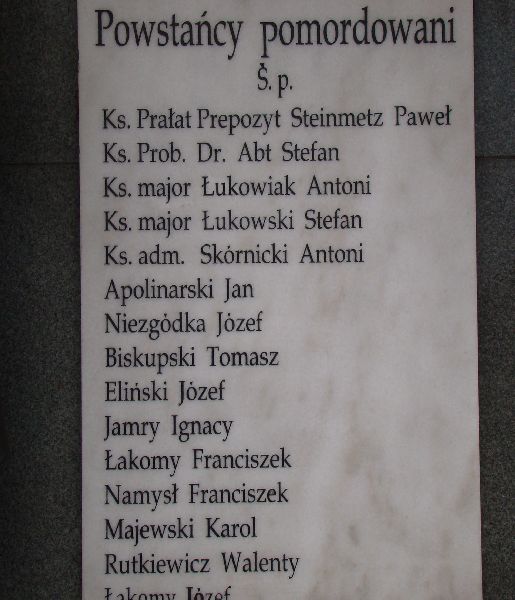 Powstańcy pomordowani
Ś. p.
Ks. Prałat Prepozyt Steinmetz Paweł
Ks. Prob. Dr. Abt Stefan
Ks. major Łukowiak Antoni
Ks. major Łukowski Stefan
Ks. adm. Skórnicki Antoni
Apolinarski Jan
Niezgódka Józef
Biskupski Tomasz
Eliński Józef
Jamry Ignacy
Łakomy Franciszek
Namysł Franciszek
Majewski Karol
Rutkiewicz Walenty
Łakomy Józef